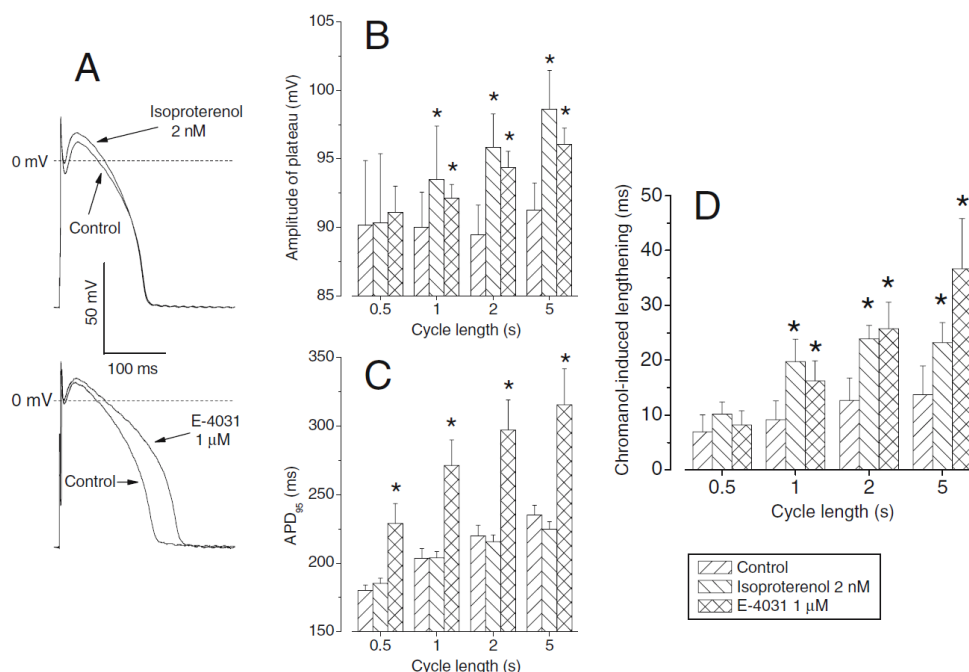 A
Isoproterenol
2 nM
0 mV
Control
50 mV
100 ms
0 mV
E-4031
1 µM
Control
B
Amplitude of plateau (mV)
105
100
95
90
85
* * * * * *
0.5 1 2 5
Cycle length (s)
C
APD95 (ms)
350
300
250
200
150
* * * *
0.5 1 2 5
Cycle length (s)
D
Chromanol-induced lengthening (ms)
50
40
30
20
10
0
* * * * * *
0.5 1 2 5
Cycle length (s)
Control
Isoproterenol 2 nM
E-4031 1 µM